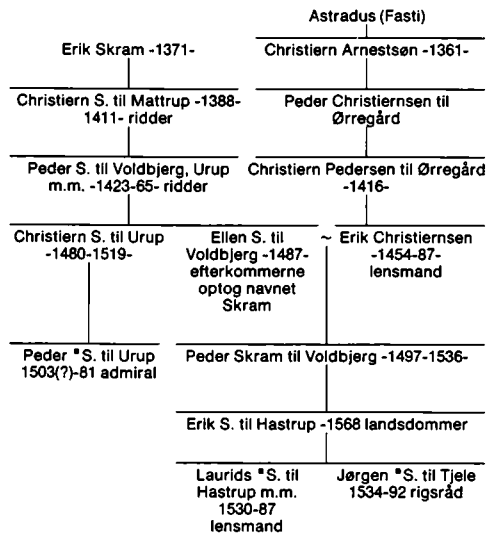 Astradus (Fasti)
Erik Skram -1371-
Christiern Arnestsøn -1361-
Christiern S. til Mattrup -1388-
1411- ridder
Peder Christiernsen til
Ørregård
Peder S. til Voldbjerg, Urup
m.m. -1423-65- ridder
Christiern Pedersen til Ørregård
-1416-
Christiern S. til Urup
-1480-1519-
Ellen S. til
Voldbjerg -1487-
efterkommerne
optog navnet
Skram
~ Erik Christiernsen
-1454-87-
lensmand
Peder *S. til Urup
1503(?)-81 admiral
Peder Skram til Voldbjerg -1497-1536-
Erik S. til Hastrup -1568 landsdommer
Laurids *S. til
Hastrup m.m.
1530-87
lensmand
Jørgen *S. til Tjele
1534-92 rigsråd